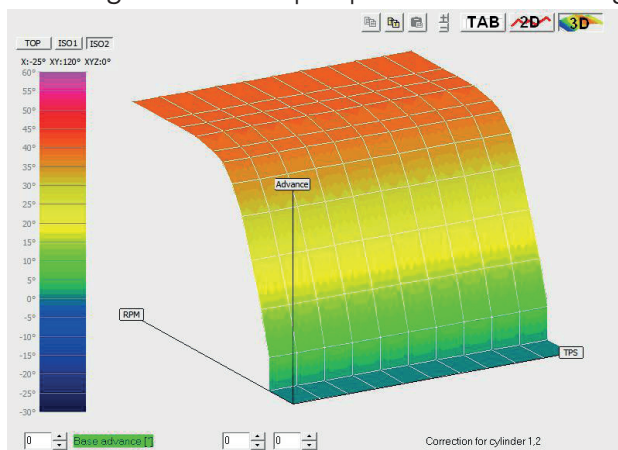 TAB 2D 3D
TOP ISO1 ISO2
X:-25° XY:120° XYZ:0°
60°
55°
50°
45°
40°
35°
30°
25°
20°
15°
10°
5°
0°
-5°
-10°
-15°
-20°
-25°
-30°
Advance
RPM
TPS
0 Base advance [°] 0 0 Correction for cylinder 1,2